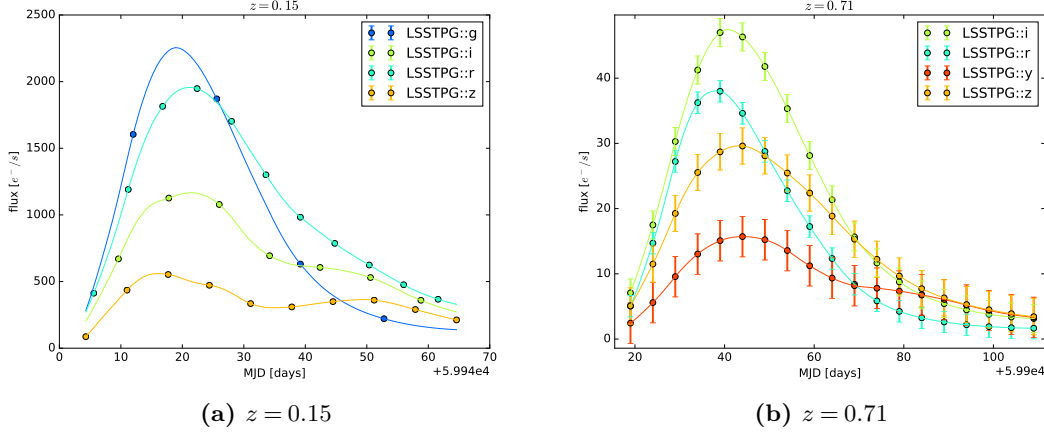 z = 0.15
flux [e⁻/s]
2500
2000
1500
1000
500
0
LSSTPG::g
LSSTPG::i
LSSTPG::r
LSSTPG::z
0 10 20 30 40 50 60 70
MJD [days]
+5.994e4
(a) z = 0.15
z = 0.71
flux [e⁻/s]
40
30
20
10
0
LSSTPG::i
LSSTPG::r
LSSTPG::y
LSSTPG::z
20 40 60 80 100
MJD [days]
+5.99e4
(b) z = 0.71